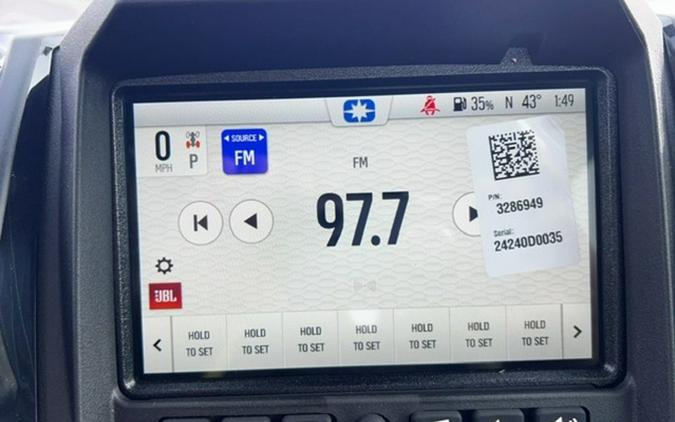 35% N 43° 1:49
0
MPH
P
SOURCE
FM
FM
97.7
P/N:
3286949
Serial:
24240D0035
JBL
HOLD HOLD HOLD HOLD HOLD HOLD HOLD
TO SET TO SET TO SET TO SET TO SET TO SET TO SET